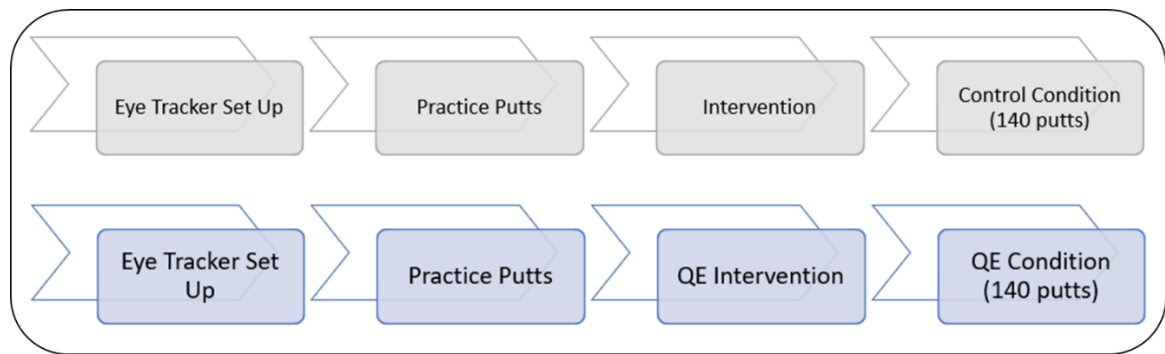 Eye Tracker Set Up
Practice Putts
Intervention
Control Condition
(140 putts)
Eye Tracker Set
Up
Practice Putts
QE Intervention
QE Condition
(140 putts)